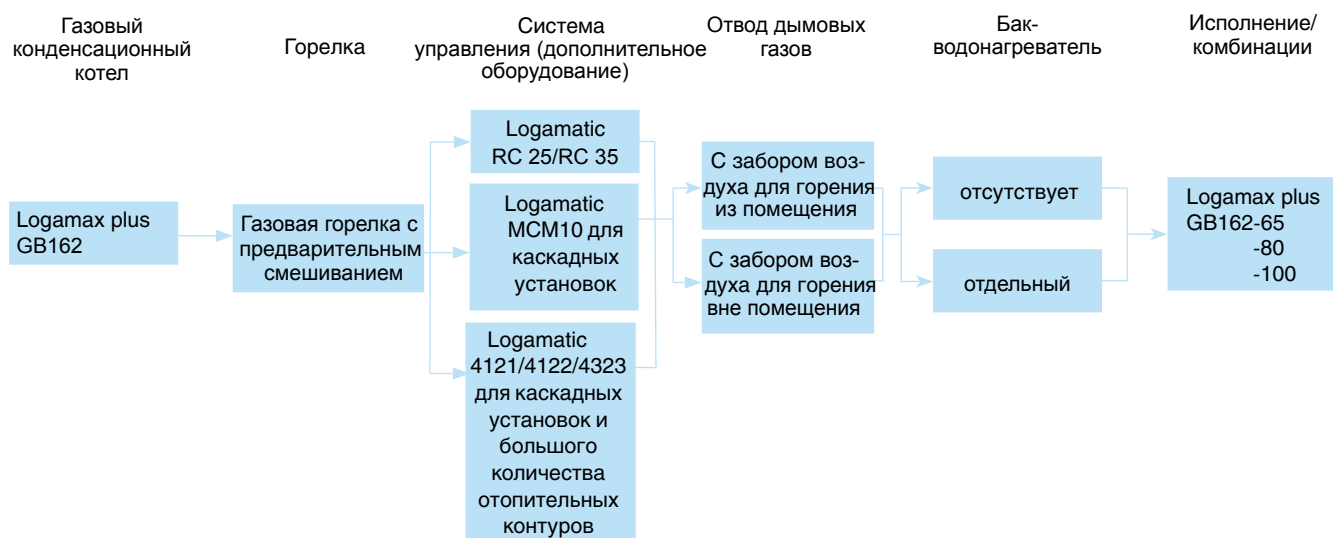 Газовый
конденсационный
котел
Горелка
Система
управления (дополнительное
оборудование)
Отвод дымовых
газов
Бак-
водонагреватель
Исполнение/
комбинации
Logamax plus
GB162
Газовая горелка с
предварительным
смешиванием
Logamatic
RC 25/RC 35
Logamatic
MCM10 для
каскадных
установок
Logamatic
4121/4122/4323
для каскадных
установок и
большого
количества
отопительных
контуров
С забором воз-
духа для горения
из помещения
С забором воз-
духа для горения
вне помещения
отсутствует
отдельный
Logamax plus
GB162-65
-80
-100